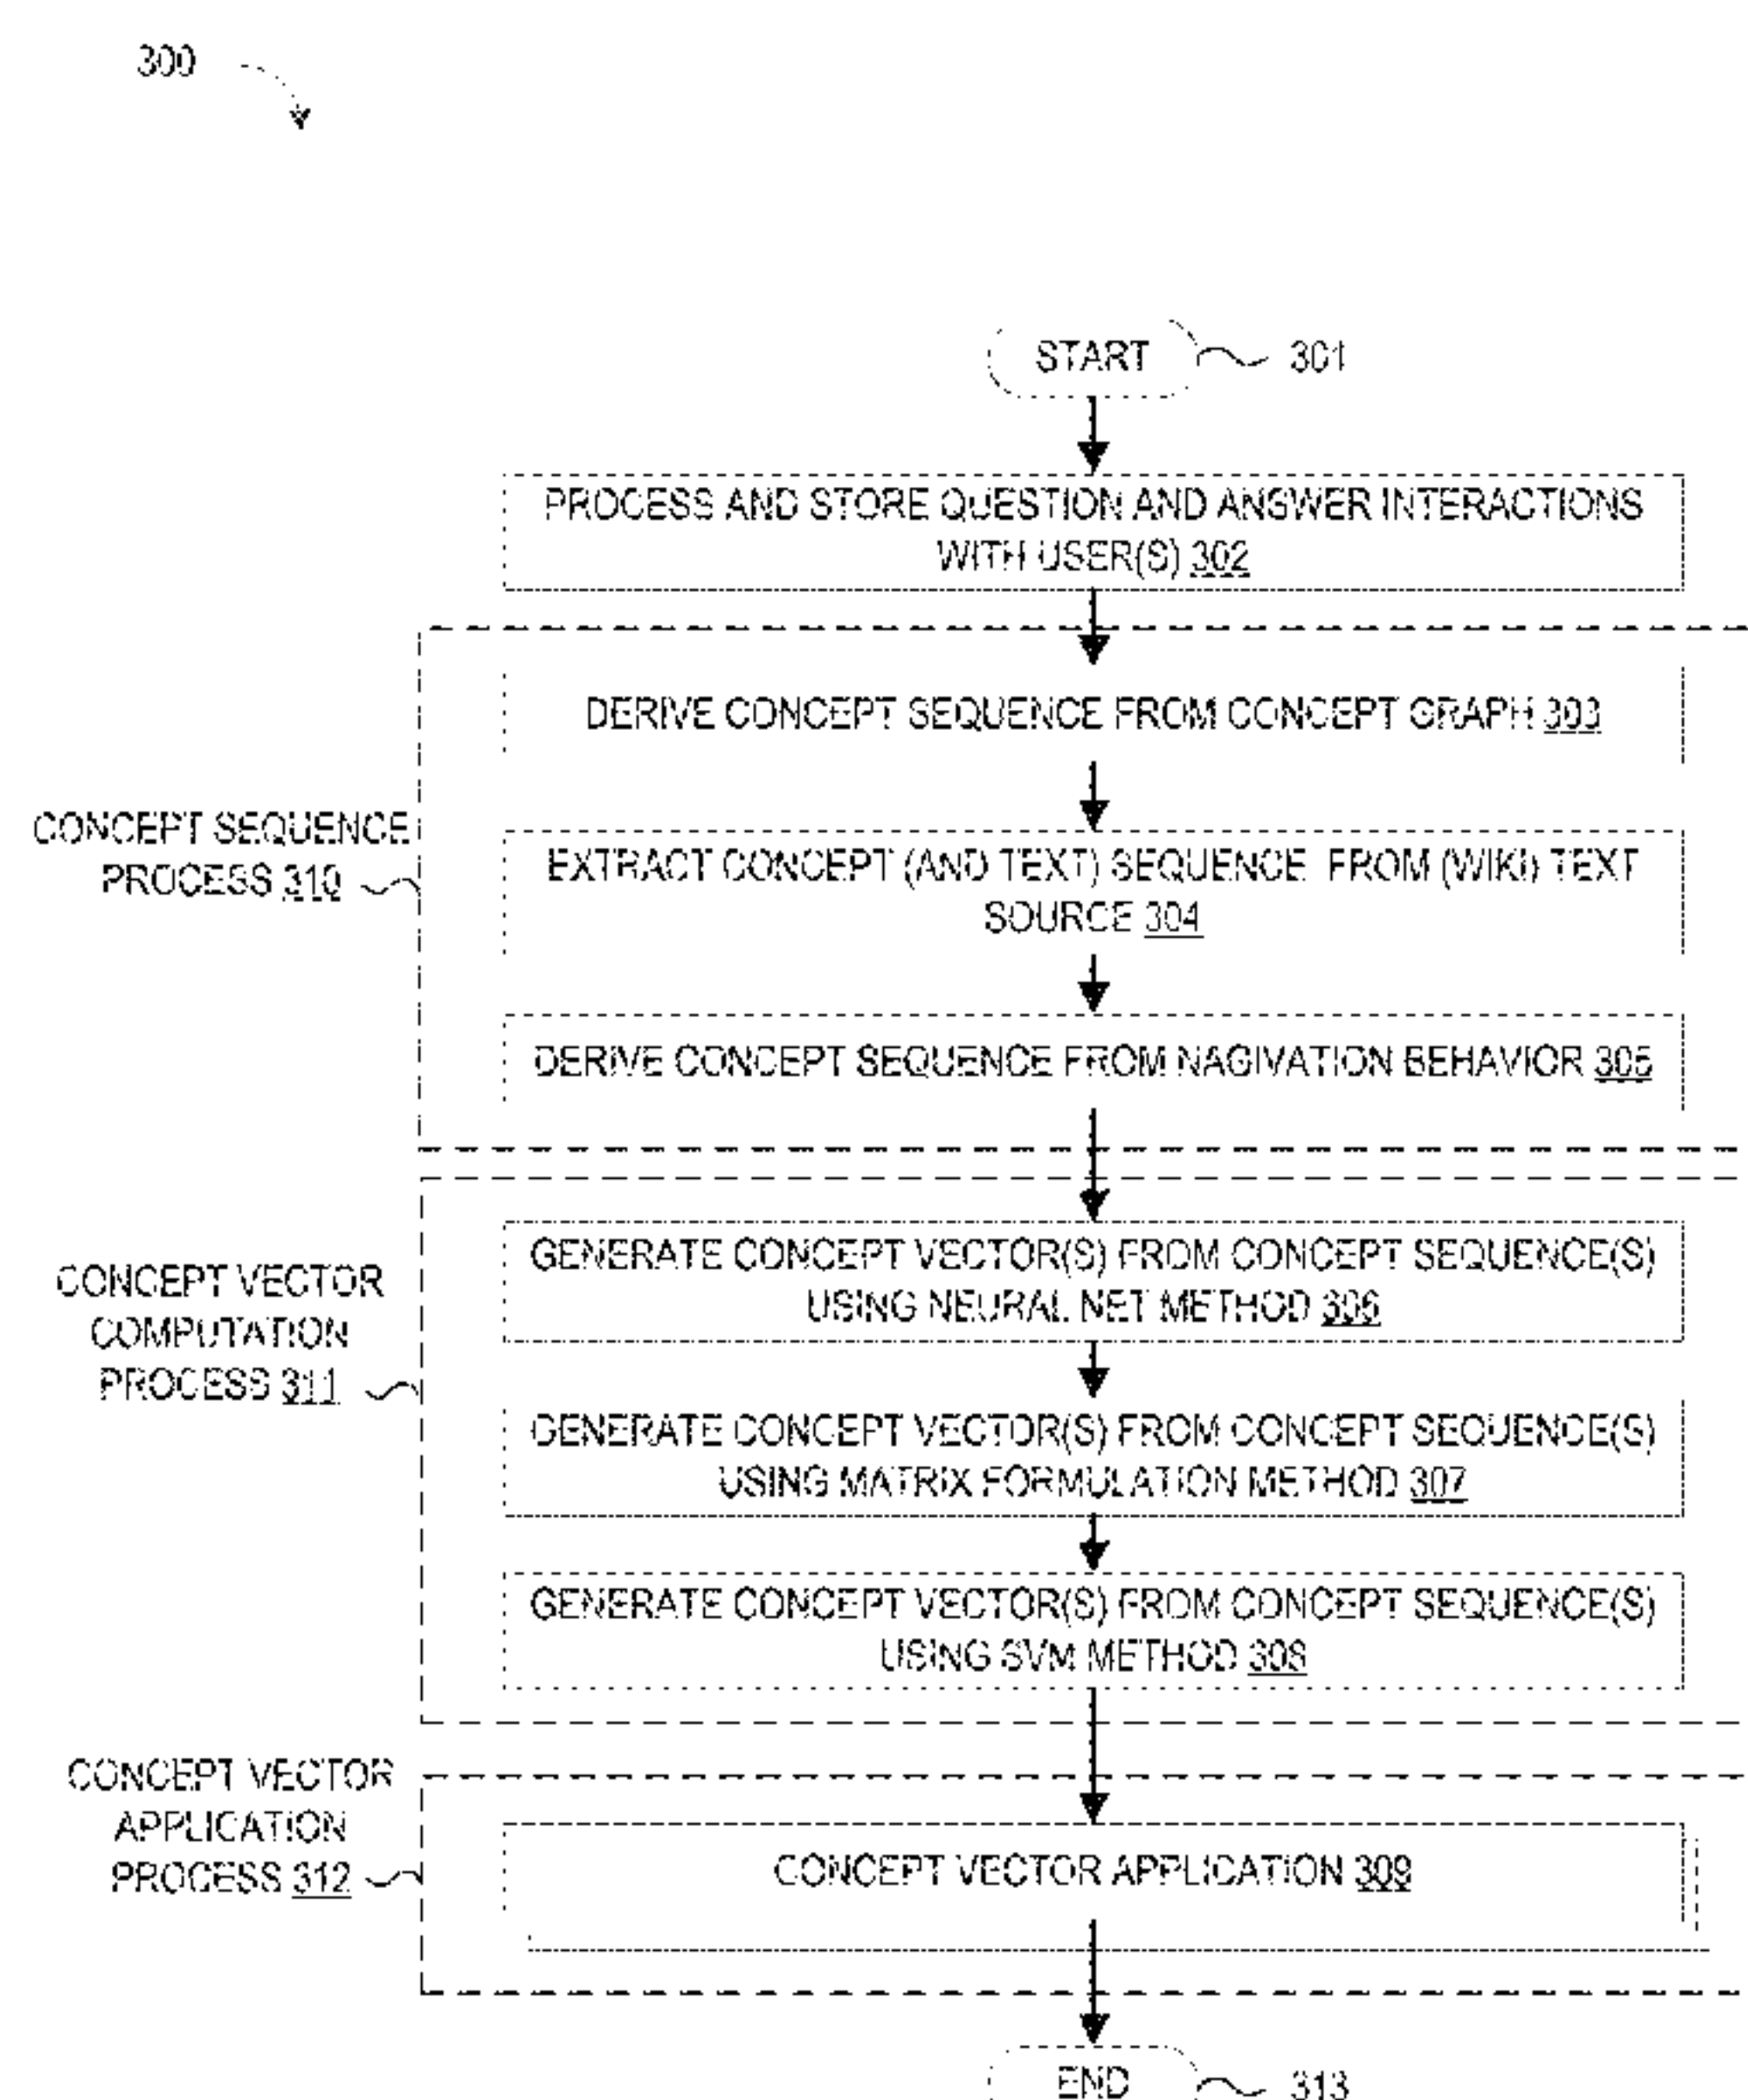 300
START 301
PROCESS AND STORE QUESTION AND ANSWER INTERACTIONS
WITH USER(S) 302
DERIVE CONCEPT SEQUENCE FROM CONCEPT GRAPH 303
CONCEPT SEQUENCE
PROCESS 310
EXTRACT CONCEPT (AND TEXT) SEQUENCE FROM (WIKI) TEXT
SOURCE 304
DERIVE CONCEPT SEQUENCE FROM NAGIVATION BEHAVIOR 305
GENERATE CONCEPT VECTOR(S) FROM CONCEPT SEQUENCE(S)
USING NEURAL NET METHOD 306
CONCEPT VECTOR
COMPUTATION
PROCESS 311
GENERATE CONCEPT VECTOR(S) FROM CONCEPT SEQUENCE(S)
USING MATRIX FORMULATION METHOD 307
GENERATE CONCEPT VECTOR(S) FROM CONCEPT SEQUENCE(S)
USING SVM METHOD 308
CONCEPT VECTOR
APPLICATION
PROCESS 312
CONCEPT VECTOR APPLICATION 309
END 313